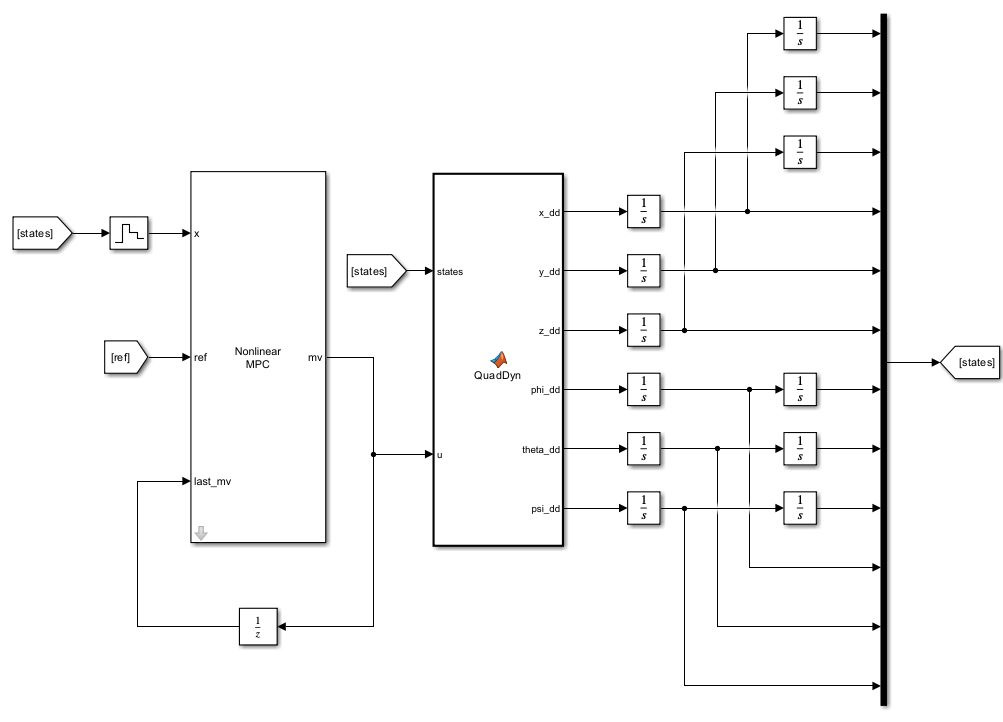 1
s
1
s
1
s
[states]
x
[ref]
ref
Nonlinear
MPC
mv
last_mv
1
z
[states]
states
u
QuadDyn
x_dd
y_dd
z_dd
phi_dd
theta_dd
psi_dd
1
s
1
s
1
s
1
s
1
s
1
s
1
s
1
s
1
s
[states]